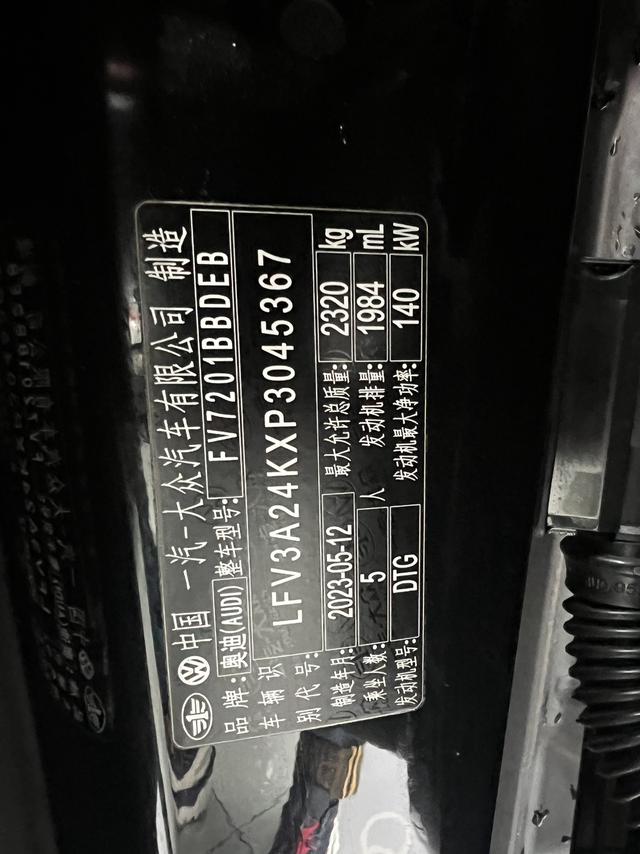 中国 一汽-大众汽车有限公司 制造
品牌: 奥迪(AUDI) 整车型号: FV7201BBDEB
车辆识别代号: LFV3A24KXP3045367
制造年月: 2023-05-12 最大允许总质量: 2320 kg
乘坐人数: 5 人 发动机排量: 1984 mL
发动机型号: DTG 发动机最大净功率: 140 kW